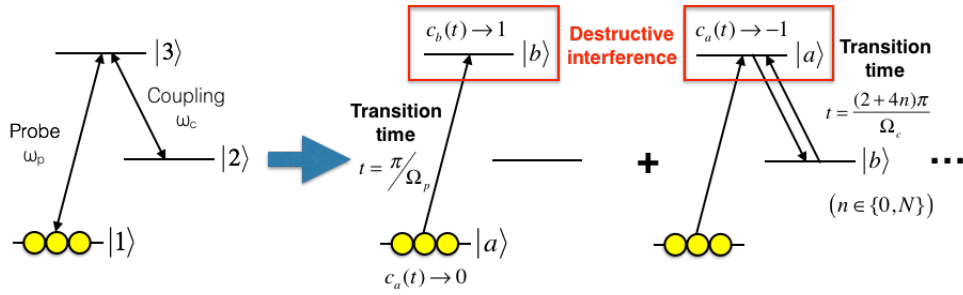 |3⟩
Coupling
ω_c
Probe
ω_p
|2⟩
|1⟩
c_b(t) → 1
|b⟩
Transition
time
t = π/Ω_p
|a⟩
c_a(t) → 0
Destructive
interference
+
c_a(t) → -1
|a⟩
Transition
time
t = (2+4n)π/Ω_c
|b⟩
(n ∈ {0, N})
...